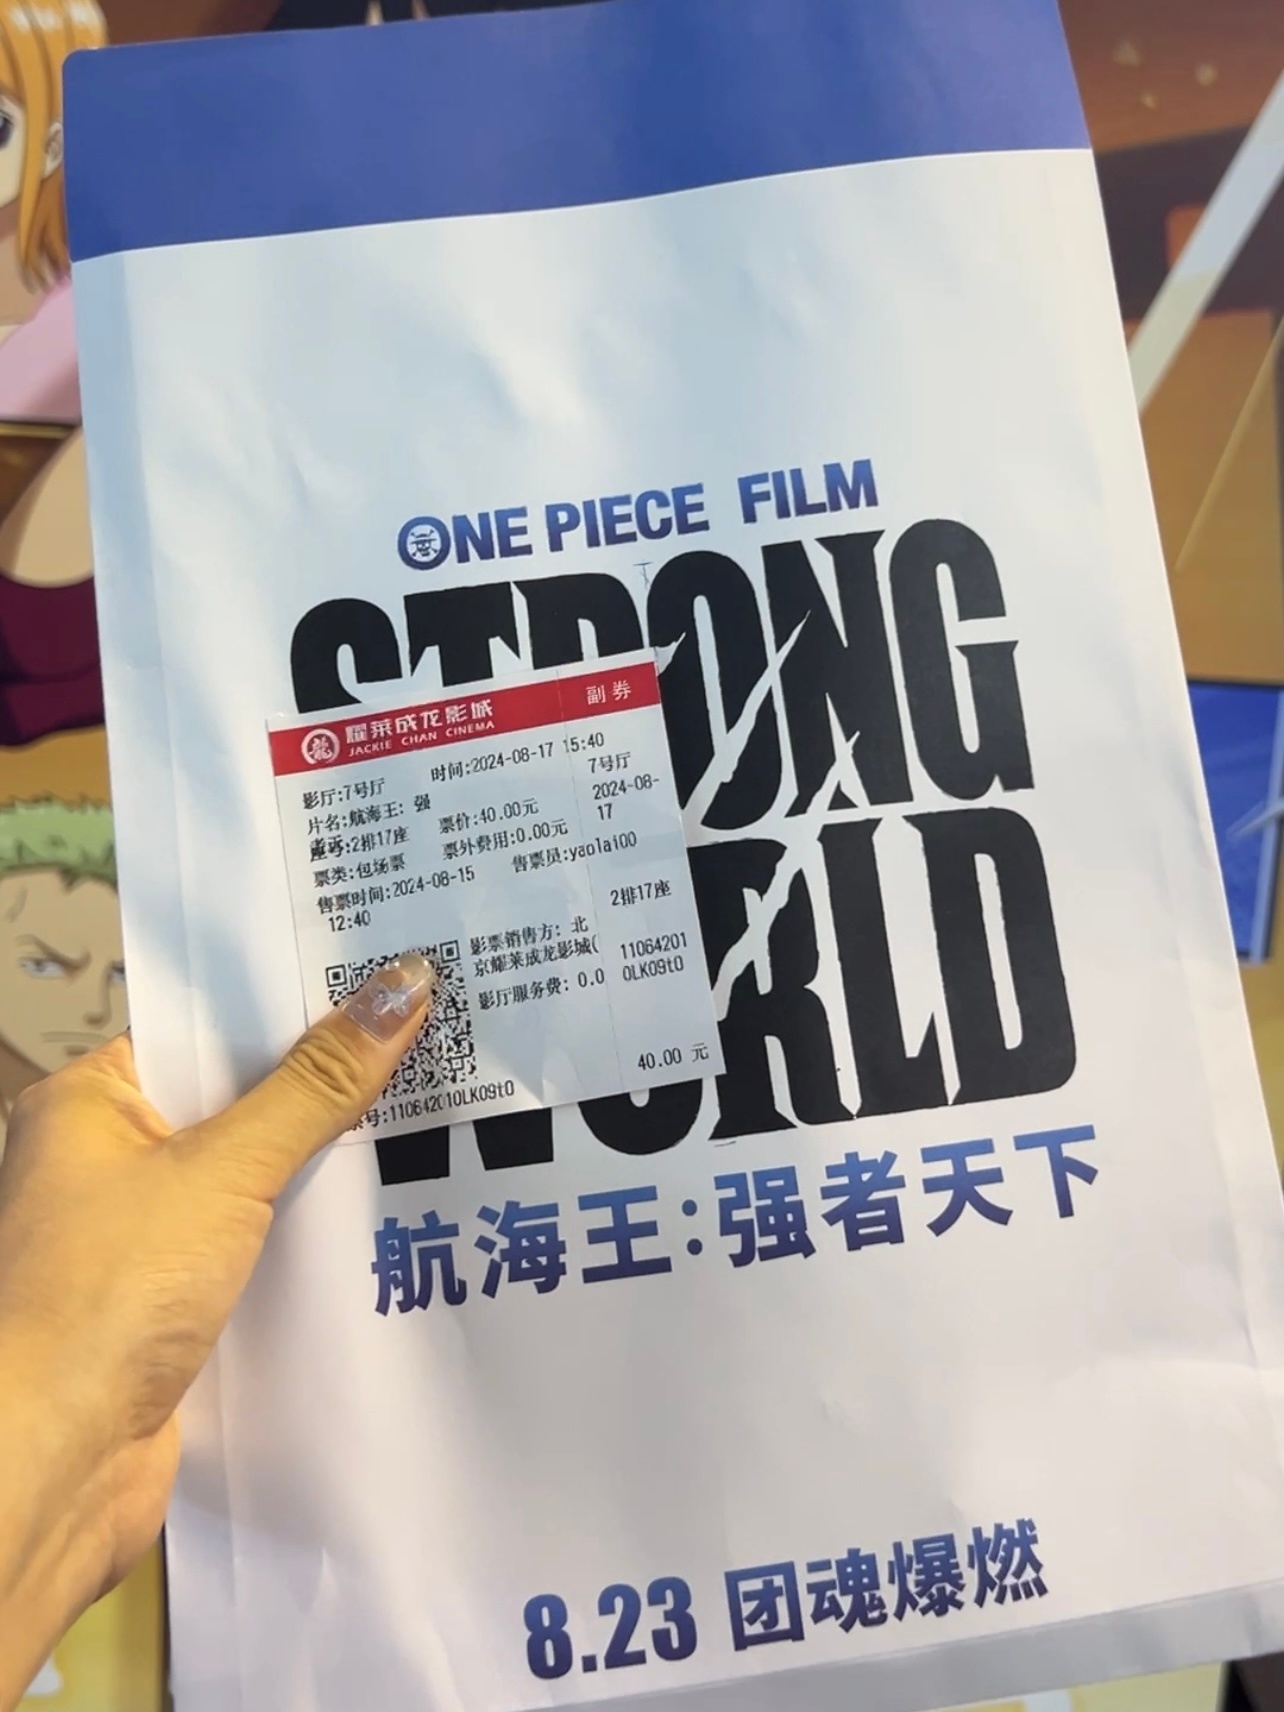 ONE PIECE FILM
STRONG
WORLD
耀莱成龙影城
JACKIE CHAN CINEMA
副券
影厅:7号厅 时间:2024-08-17 15:40
片名:航海王: 强
座号:2排17座 票价:40.00元
票类:包场票 票外费用:0.00元
售票时间:2024-08-15 售票员:yaolai00
12:40
影票销售方: 北
京耀莱成龙影城(
影厅服务费: 0.0
票号:110642010LK09t0
7号厅
2024-08-
17
2排17座
11064201
0LK09t0
40.00 元
航海王:强者天下
8.23 团魂爆燃